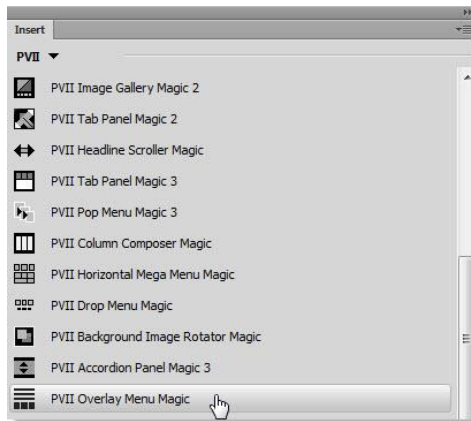 Insert
PVII
PVII Image Gallery Magic 2
PVII Tab Panel Magic 2
PVII Headline Scroller Magic
PVII Tab Panel Magic 3
PVII Pop Menu Magic 3
PVII Column Composer Magic
PVII Horizontal Mega Menu Magic
PVII Drop Menu Magic
PVII Background Image Rotator Magic
PVII Accordion Panel Magic 3
PVII Overlay Menu Magic